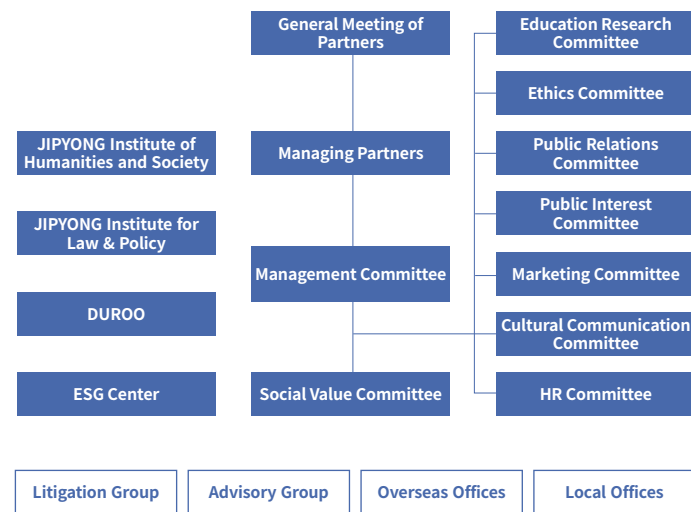 General Meeting of
Partners
Managing Partners
Management Committee
Social Value Committee
JIPYONG Institute of
Humanities and Society
JIPYONG Institute for
Law & Policy
DUROO
ESG Center
Education Research
Committee
Ethics Committee
Public Relations
Committee
Public Interest
Committee
Marketing Committee
Cultural Communication
Committee
HR Committee
Litigation Group
Advisory Group
Overseas Offices
Local Offices